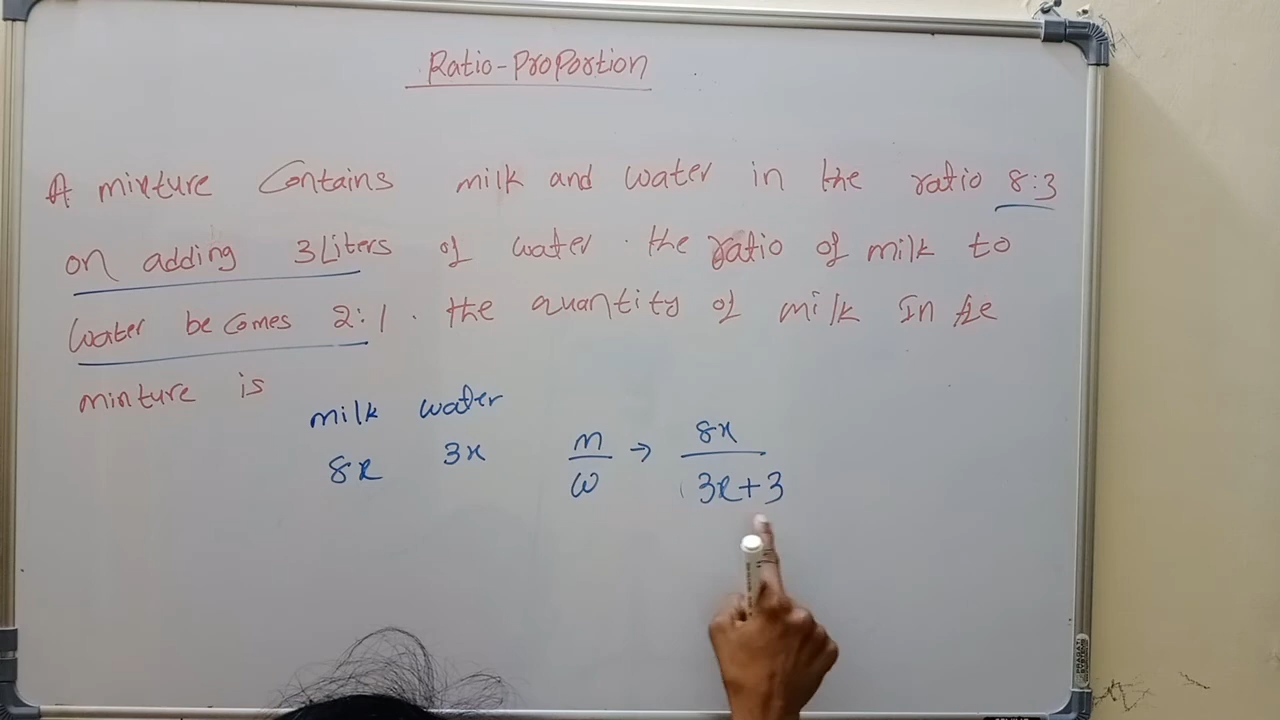 Ratio-Proportion
A mixture contains milk and water in the ratio 8:3
on adding 3 Liters of water. the ratio of milk to
water becomes 2:1. the quantity of milk In the
mixture is
milk water
8x 3x m/w → 8x/3x+3
PRAGATI SYSTEMS